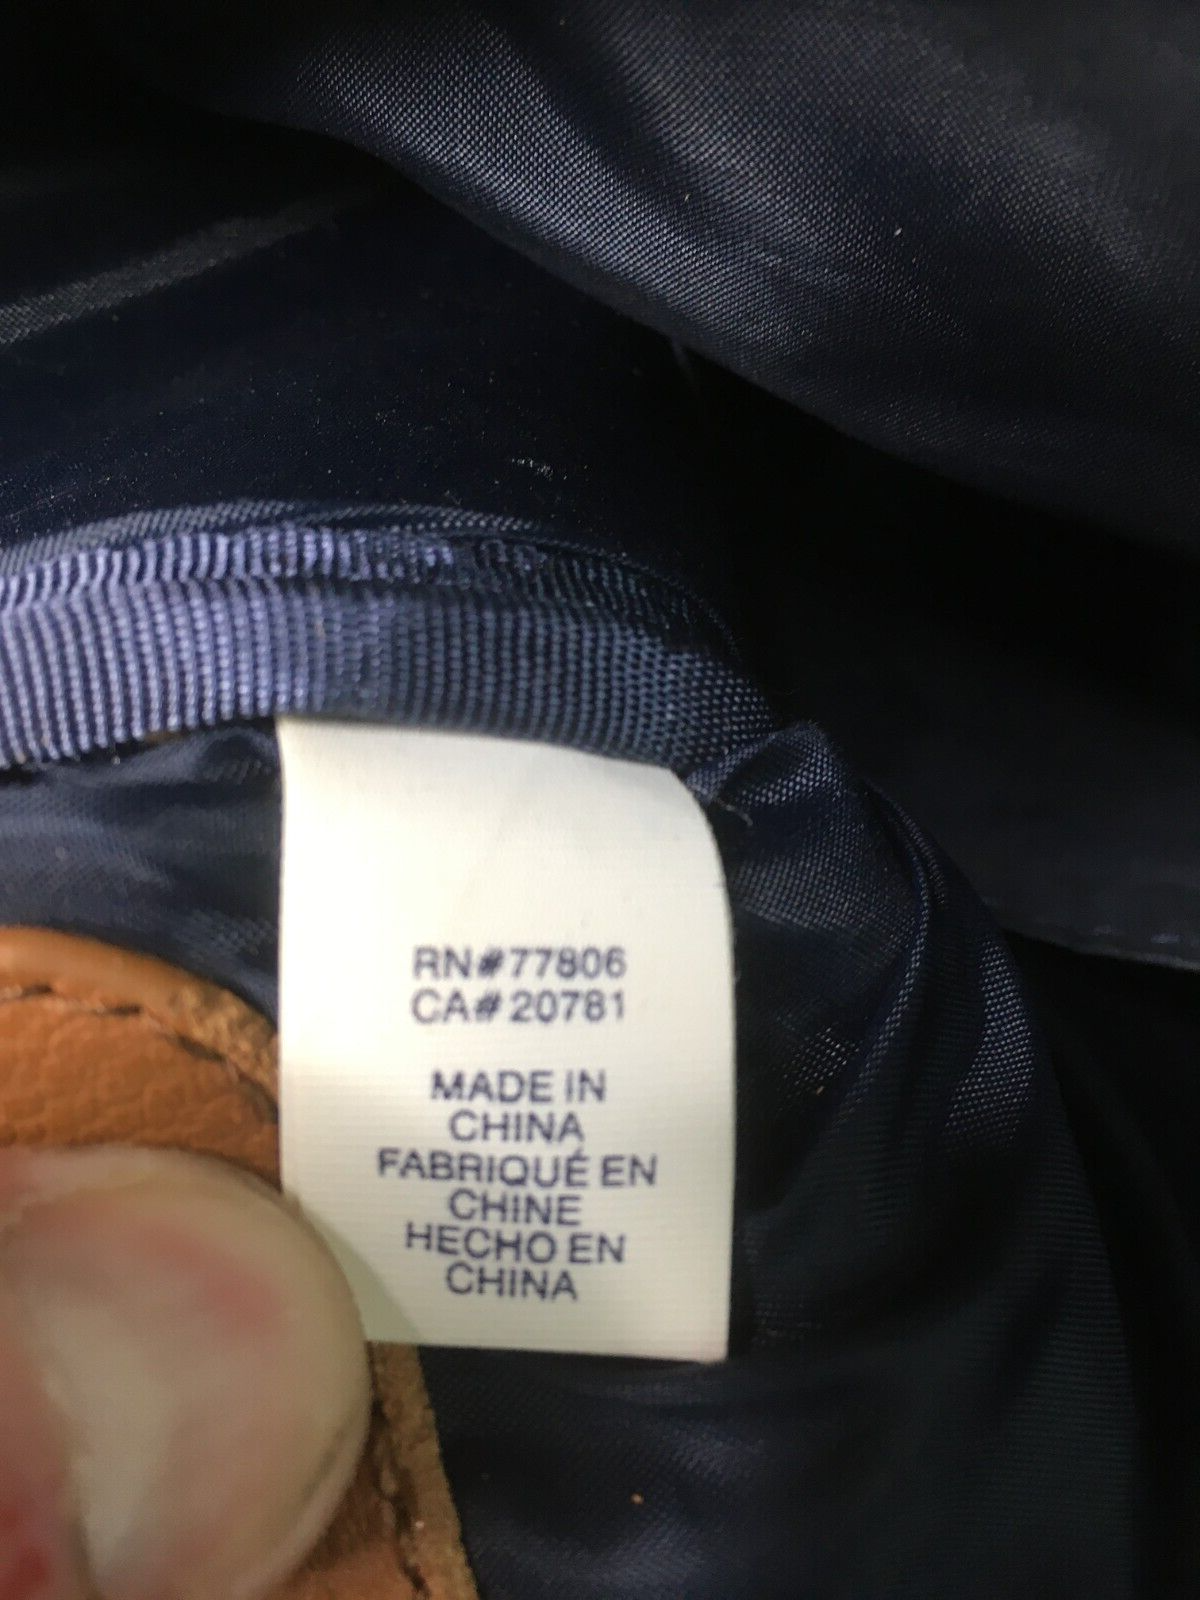 RN#77806
CA#20781
MADE IN
CHINA
FABRIQUÉ EN
CHINE
HECHO EN
CHINA